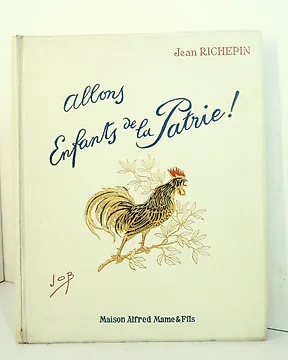 Jean RICHEPIN
allons
Enfants de la Patrie!
JOB
Maison Alfred Mame & Fils